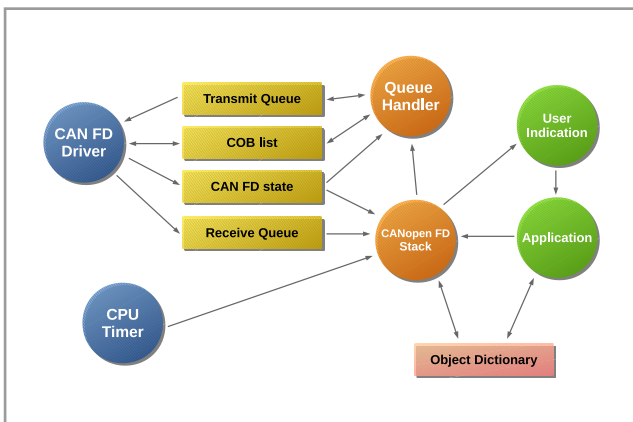 Transmit Queue
COB list
CAN FD state
Receive Queue
CAN FD
Driver
CPU
Timer
Queue
Handler
CANopen FD
Stack
User
Indication
Application
Object Dictionary